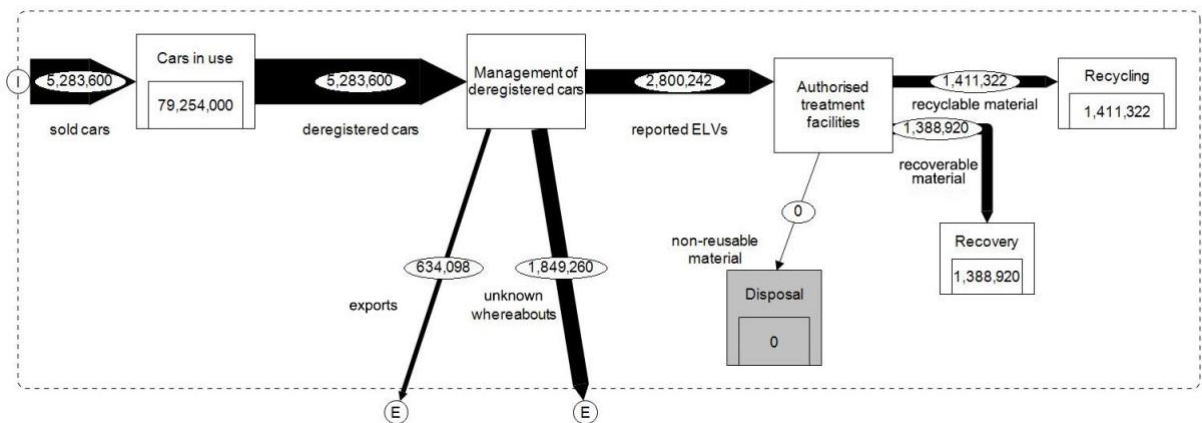 I
5,283,600
sold cars
Cars in use
79,254,000
5,283,600
deregistered cars
Management of
deregistered cars
2,800,242
reported ELVs
Authorised
treatment
facilities
1,411,322
recyclable material
Recycling
1,411,322
1,388,920
recoverable
material
Recovery
1,388,920
0
non-reusable
material
Disposal
0
634,098
exports
1,849,260
unknown
whereabouts
E
E